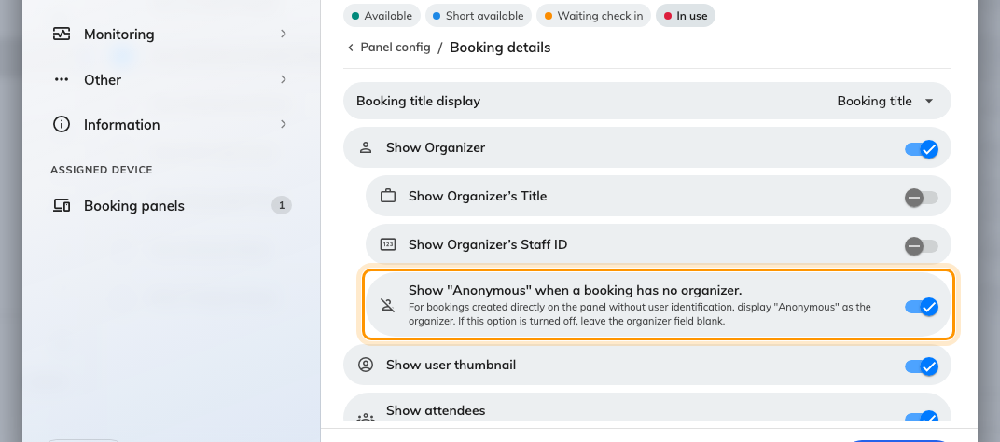 Monitoring
Other
Information
ASSIGNED DEVICE
Booking panels 1
Available Short available Waiting check in In use
Panel config / Booking details
Booking title display Booking title
Show Organizer
Show Organizer's Title
123 Show Organizer's Staff ID
Show "Anonymous" when a booking has no organizer.
For bookings created directly on the panel without user identification, display "Anonymous" as the
organizer. If this option is turned off, leave the organizer field blank.
Show user thumbnail
Show attendees